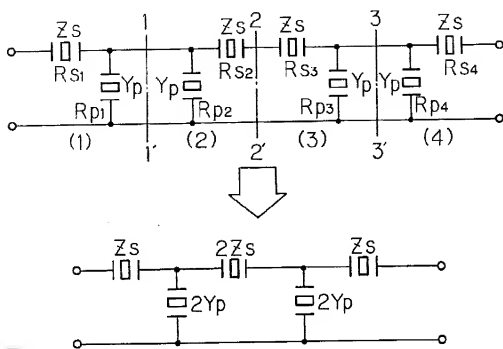 1 2 3
Zs Zs Zs Zs
Rs1 Rs2 Rs3 Rs4
Yp Yp Yp Yp
Rp1 Rp2 Rp3 Rp4
(1) (2) (3) (4)
1' 2' 3'
Zs 2Zs Zs
2Yp 2Yp